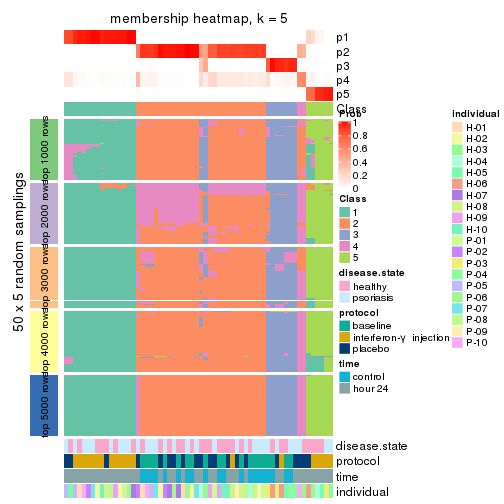 membership heatmap, k = 5
p1
p2
p3
p4
p5
Class
50 x 5 random samplings
top 1000 rows
top 2000 rows
top 3000 rows
top 4000 rows
top 5000 rows
disease.state
protocol
time
individual
Prob
1
0.8
0.6
0.4
0.2
0
Class
1
2
3
4
5
disease.state
healthy
psoriasis
protocol
baseline
interferon-γ injection
placebo
time
control
hour 24
individual
H-01
H-02
H-03
H-04
H-05
H-06
H-07
H-08
H-09
H-10
P-01
P-02
P-03
P-04
P-05
P-06
P-07
P-08
P-09
P-10